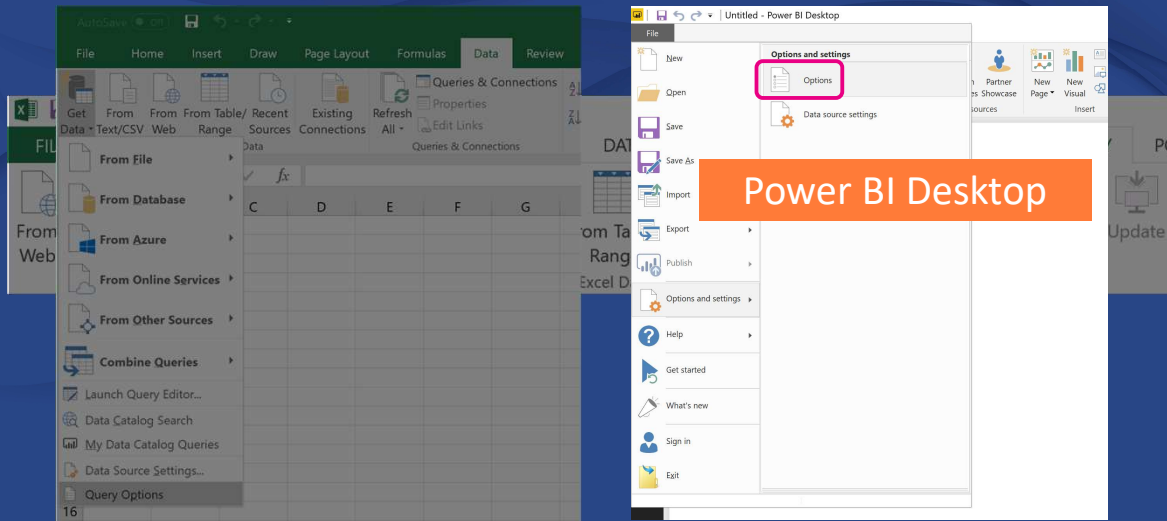 AutoSave Off
File Home Insert Draw Page Layout Formulas Data Review
Get Data From Text/CSV From Web From Table/ Range Recent Sources Existing Connections Refresh All
Queries & Connections
Properties
Edit Links
Data
Queries & Connections
fx
C D E F G
From File
From Database
From Azure
From Online Services
From Other Sources
Combine Queries
Launch Query Editor...
Data Catalog Search
My Data Catalog Queries
Data Source Settings...
Query Options
16
FIL
From
Web
DAT
om Ta
Rang
Excel D
Untitled - Power BI Desktop
File
New
Open
Save
Save As
Import
Export
Publish
Options and settings
Help
Get started
What's new
Sign in
Exit
Options and settings
Options
Data source settings
Partner
es Showcase
sources
New
Page
New
Visual
Insert
Power BI Desktop
Update